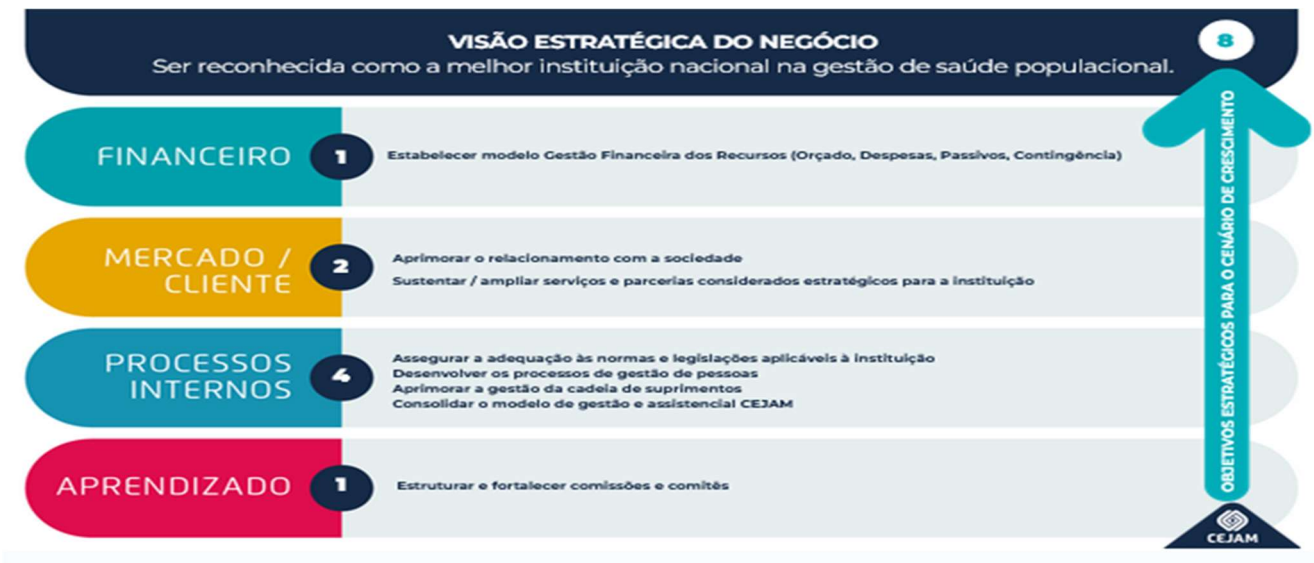 VISÃO ESTRATÉGICA DO NEGÓCIO
8
Ser reconhecida como a melhor instituição nacional na gestão de saúde populacional.
FINANCEIRO
1
Estabelecer modelo Gestão Financeira dos Recursos (Orçado, Despesas, Passivos, Contingência)
MERCADO /
CLIENTE
2
Aprimorar o relacionamento com a sociedade
Sustentar / ampliar serviços e parcerias considerados estratégicos para a instituição
PROCESSOS
INTERNOS
4
Assegurar a adequação às normas e legislações aplicáveis à instituição
Desenvolver os processos de gestão de pessoas
Aprimorar a gestão da cadeia de suprimentos
Consolidar o modelo de gestão e assistencial CEJAM
APRENDIZADO
1
Estruturar e fortalecer comissões e comitês
OBJETIVOS ESTRATÉGICOS PARA O CENÁRIO DE CRESCIMENTO
CEJAM